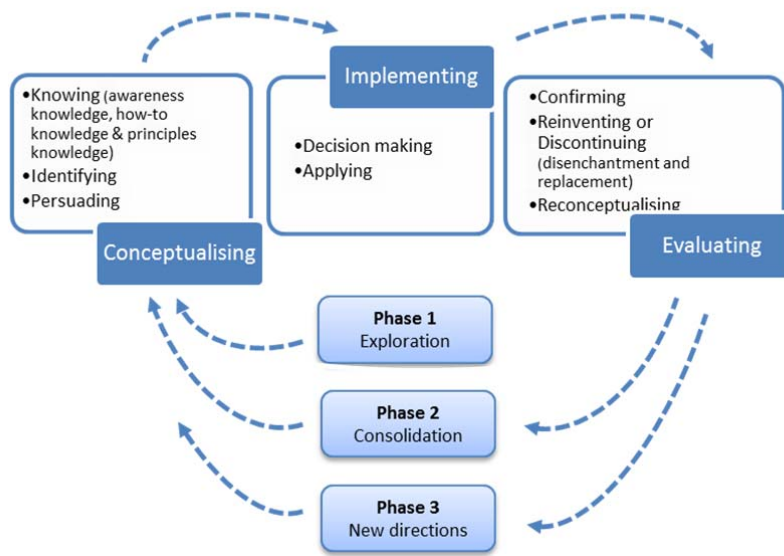 Implementing
•Knowing (awareness
knowledge, how-to
knowledge & principles
knowledge)
•Identifying
•Persuading
Conceptualising
•Decision making
•Applying
•Confirming
•Reinventing or
Discontinuing
(disenchantment and
replacement)
•Reconceptualising
Evaluating
Phase 1
Exploration
Phase 2
Consolidation
Phase 3
New directions